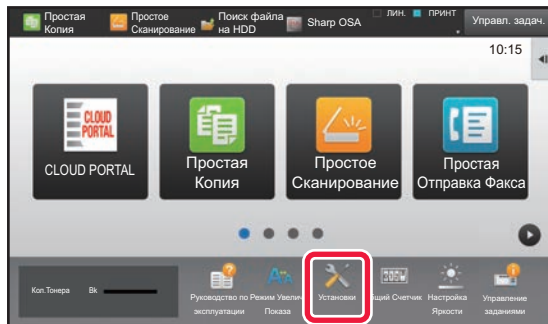 Простая
Копия
Простое
Сканирование
Поиск файла
на HDD
Sharp OSA
ЛИН.
ПРИНТ
Управл. задач.
10:15
CLOUD
PORTAL
CLOUD PORTAL
Простая
Копия
Простое
Сканирование
Простая
Отправка Факса
Кол.Тонера Bk
Руководство по
эксплуатации
Режим Увелич
Показа
Установки
щий Счетчик
Настройка
Яркости
Управление
заданиями